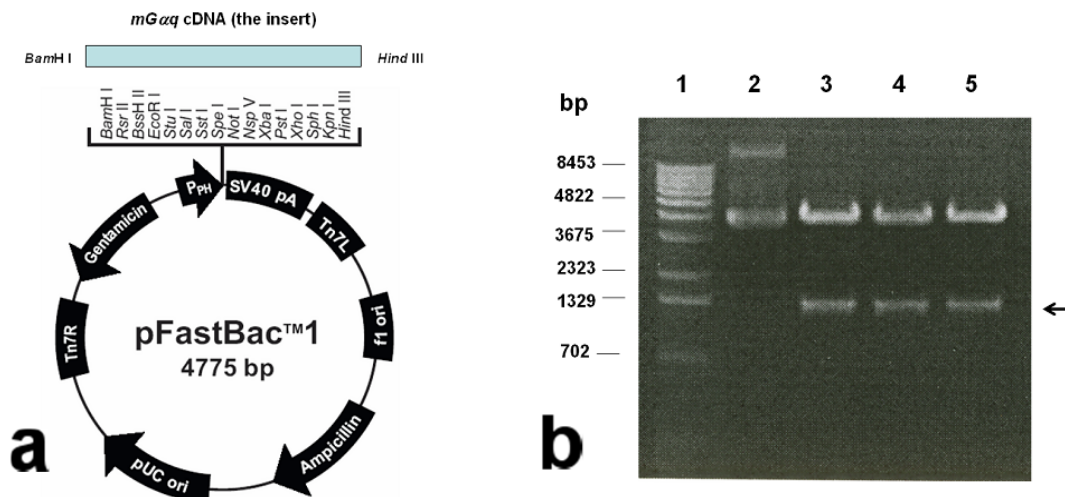 mGαq cDNA (the insert)
BamH I
Hind III
BamH I
Rsr II
BssH II
EcoR I
Stu I
Sal I
Sst I
Spe I
Not I
Nsp V
Xba I
Pst I
Xho I
Sph I
Kpn I
Hind III
PPH
SV40 pA
Tn7L
f1 ori
Ampicillin
pUC ori
Tn7R
Gentamicin
pFastBac™1
4775 bp
a
bp
1 2 3 4 5
8453
4822
3675
2323
1329
702
b